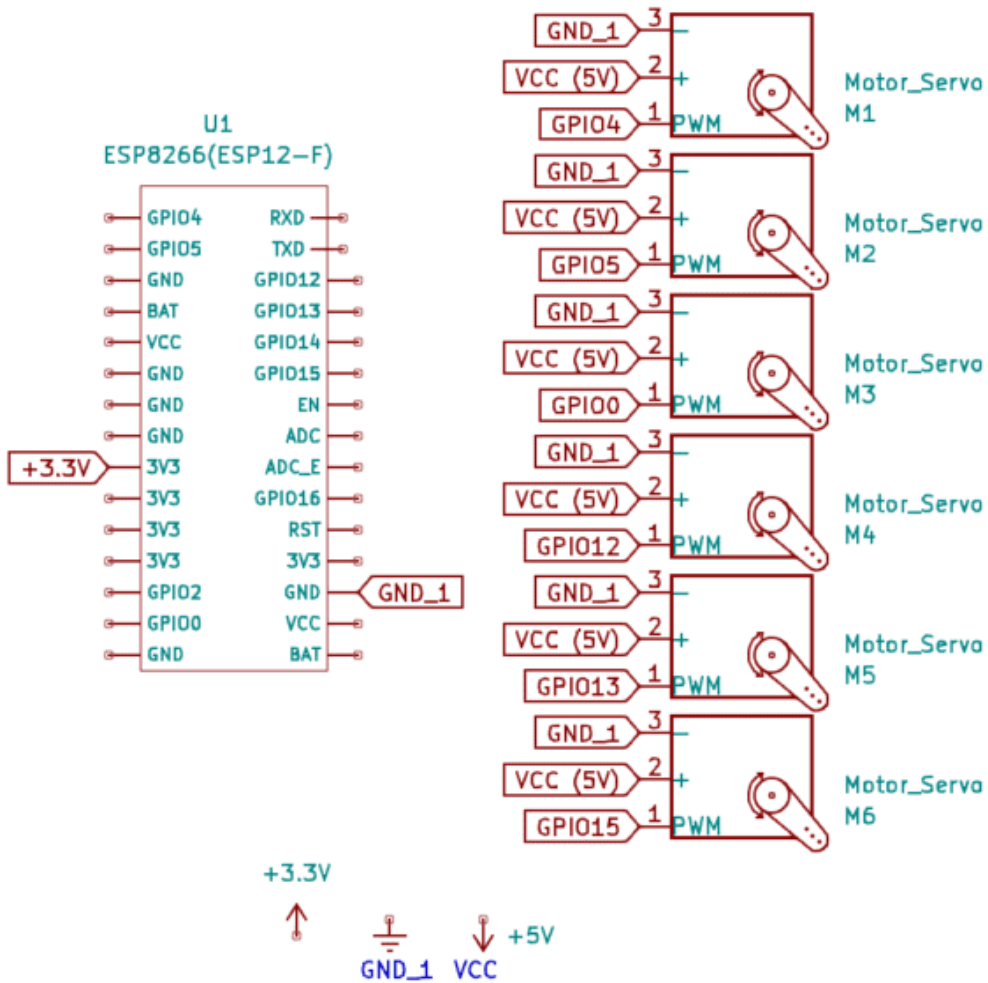 U1
ESP8266(ESP12-F)
GPIO4 RXD
GPIO5 TXD
GND GPIO12
BAT GPIO13
VCC GPIO14
GND GPIO15
GND EN
GND ADC
+3.3V 3V3 ADC_E
3V3 GPIO16
3V3 RST
3V3 3V3
GPIO2 GND GND_1
GPIO0 VCC
GND BAT
GND_1 3 −
VCC (5V) 2 +
GPIO4 1 PWM
Motor_Servo
M1
GND_1 3 −
VCC (5V) 2 +
GPIO5 1 PWM
Motor_Servo
M2
GND_1 3 −
VCC (5V) 2 +
GPIO0 1 PWM
Motor_Servo
M3
GND_1 3 −
VCC (5V) 2 +
GPIO12 1 PWM
Motor_Servo
M4
GND_1 3 −
VCC (5V) 2 +
GPIO13 1 PWM
Motor_Servo
M5
GND_1 3 −
VCC (5V) 2 +
GPIO15 1 PWM
Motor_Servo
M6
+3.3V
GND_1
+5V
VCC